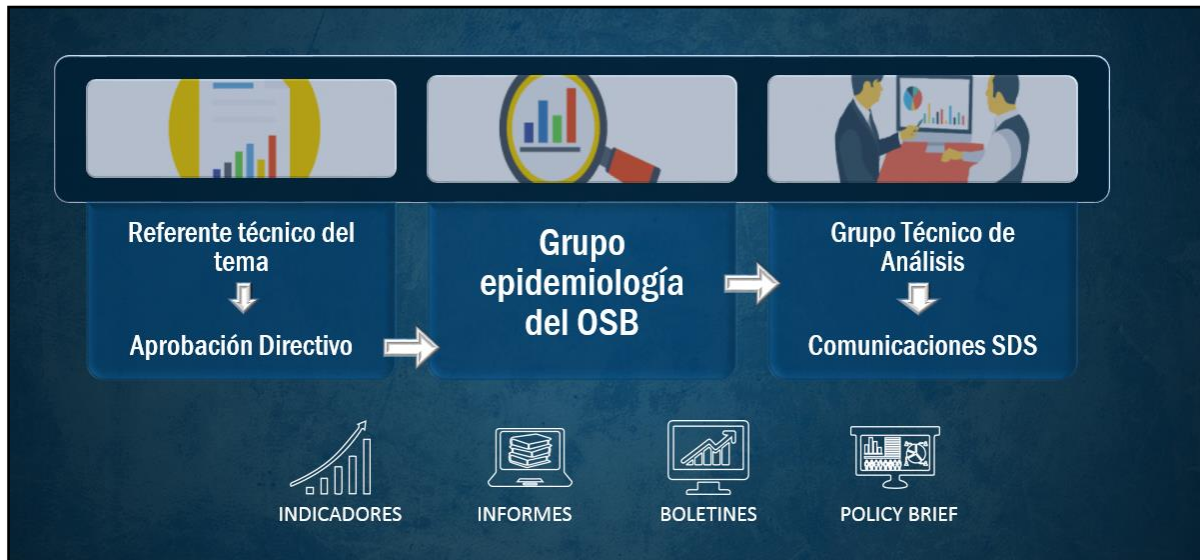 Referente técnico del
tema
Aprobación Directivo
Grupo
epidemiología
del OSB
Grupo Técnico de
Análisis
Comunicaciones SDS
INDICADORES
INFORMES
BOLETINES
POLICY BRIEF